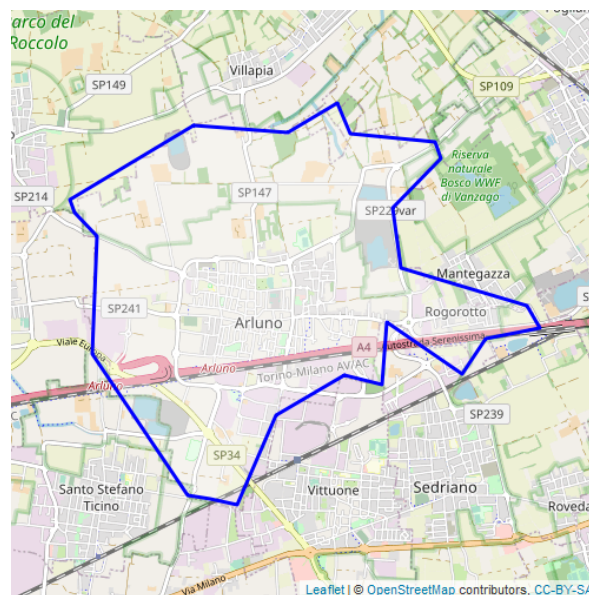 Pogliano
arco del
Roccolo
Villapia
SP149
SP109
Riserva
naturale
Bosco WWF
di Vanzago
SP147
SP214
SP229var
Mantegazza
SP241
Rogorotto
Arluno
Viale Europa
A4
Autostrada Serenissima
Arluno
Torino-Milano AV/AC
Arluno
SP239
SP34
Santo Stefano
Ticino
Vittuone
Sedriano
Roveda
Via Milano
Leaflet | © OpenStreetMap contributors, CC-BY-SA